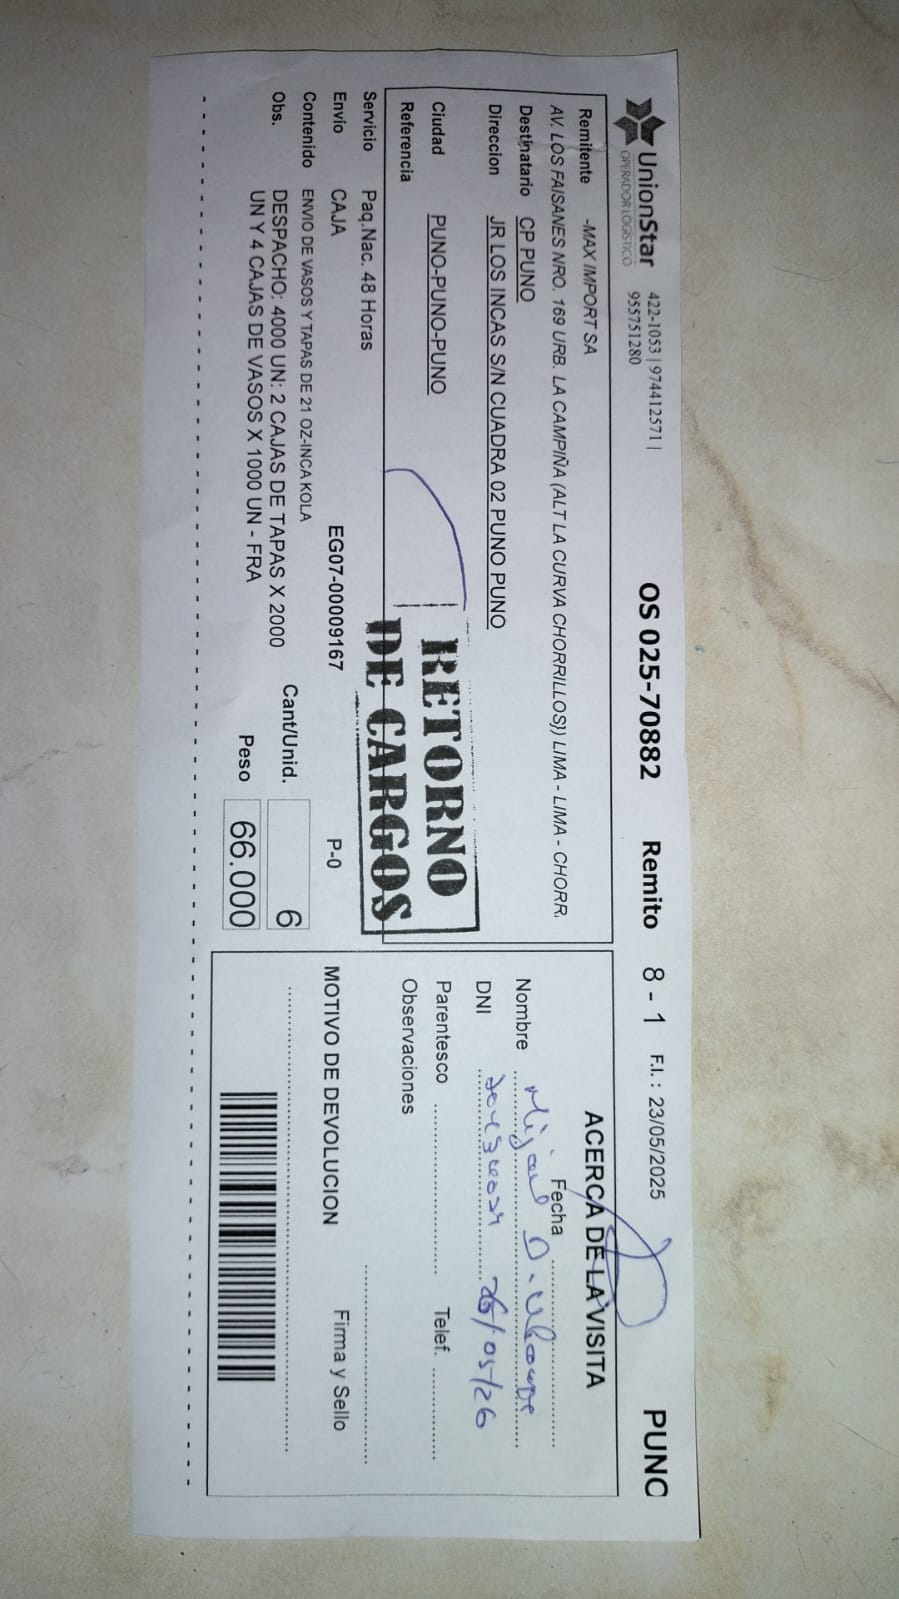 UnionStar
OPERADOR LOGÍSTICO
422-1053 | 974412571 |
955751280
OS 025-70882 Remito 8 - 1 F.I. : 23/05/2025 PUNO
Remitente -MAX IMPORT SA
AV. LOS FAISANES NRO. 169 URB. LA CAMPIÑA (ALT LA CURVA CHORRILLOS)) LIMA - LIMA - CHORR.
Destinatario CP PUNO
Direccion JR LOS INCAS S/N CUADRA 02 PUNO PUNO
Ciudad PUNO-PUNO-PUNO
Referencia
RETORNO
DE CARGOS
Servicio Paq.Nac. 48 Horas
Envío CAJA EG07-00009167 P-0
Contenido ENVIO DE VASOS Y TAPAS DE 21 OZ-INCA KOLA
Obs. DESPACHO: 4000 UN: 2 CAJAS DE TAPAS X 2000
UN Y 4 CAJAS DE VASOS X 1000 UN - FRA
Cant/Unid. 6
Peso 66.000
ACERCA DE LA VISITA
Fecha
Nombre
DNI 26/05/26
Parentesco Telef.
Observaciones
MOTIVO DE DEVOLUCION Firma y Sello